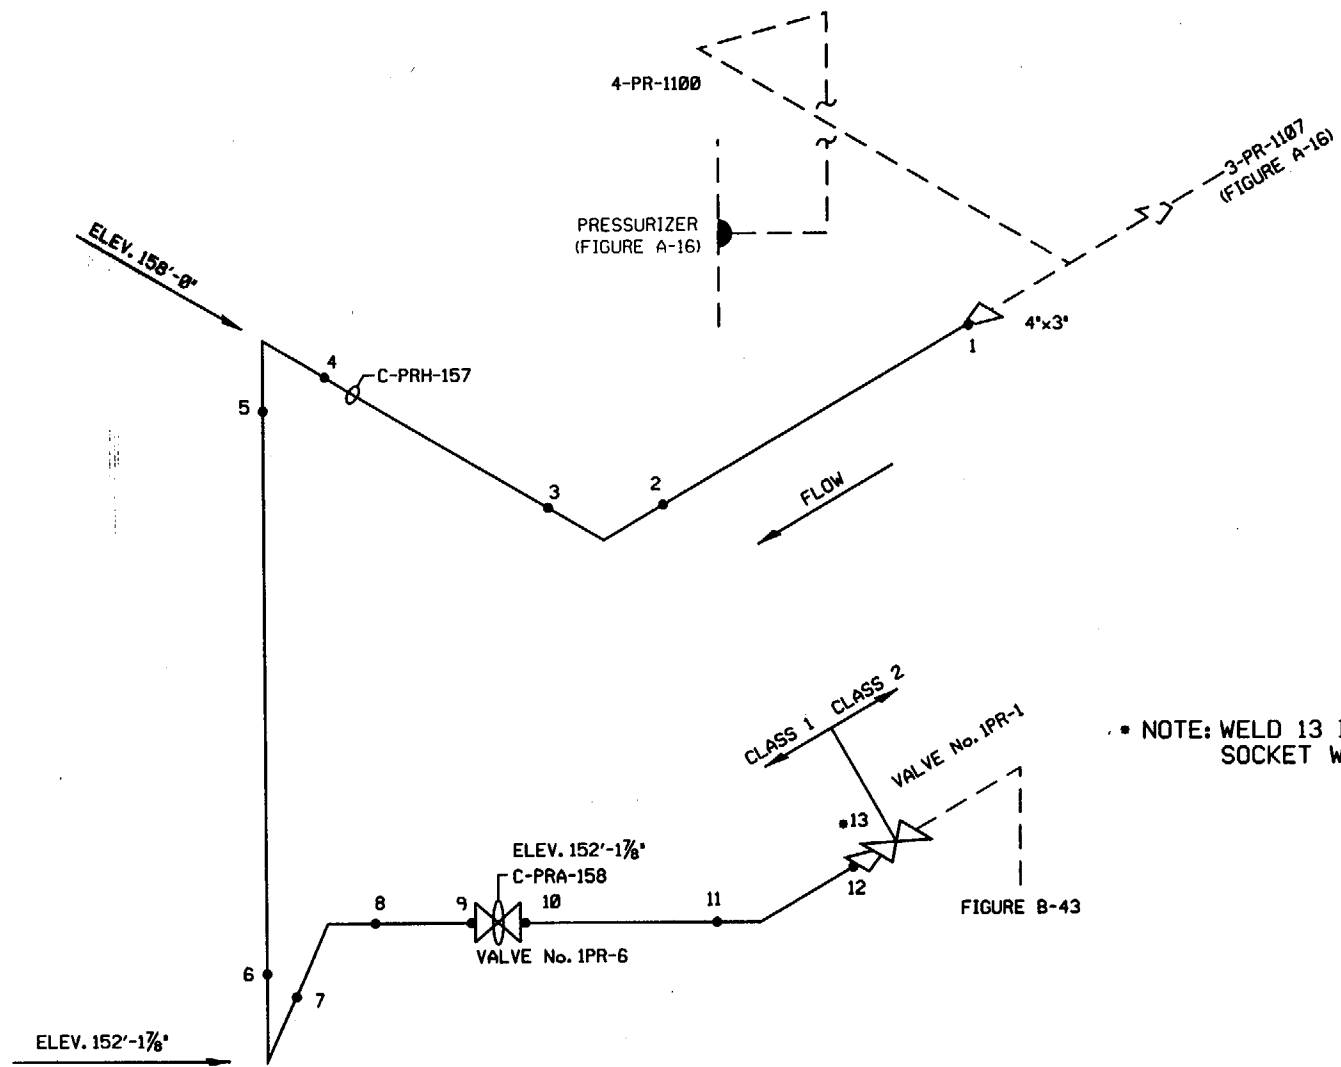 4-PR-1100
3-PR-1107
(FIGURE A-16)
PRESSURIZER
(FIGURE A-16)
ELEV. 158'-0"
4"x3"
1
4
C-PRH-157
5
3
2
FLOW
CLASS 1 CLASS 2
VALVE No. 1PR-1
* NOTE: WELD 13
SOCKET
*13
ELEV. 152'-1⅞"
C-PRA-158
12
8
9
10
11
FIGURE B-43
VALVE No. 1PR-6
6
7
ELEV. 152'-1⅞"